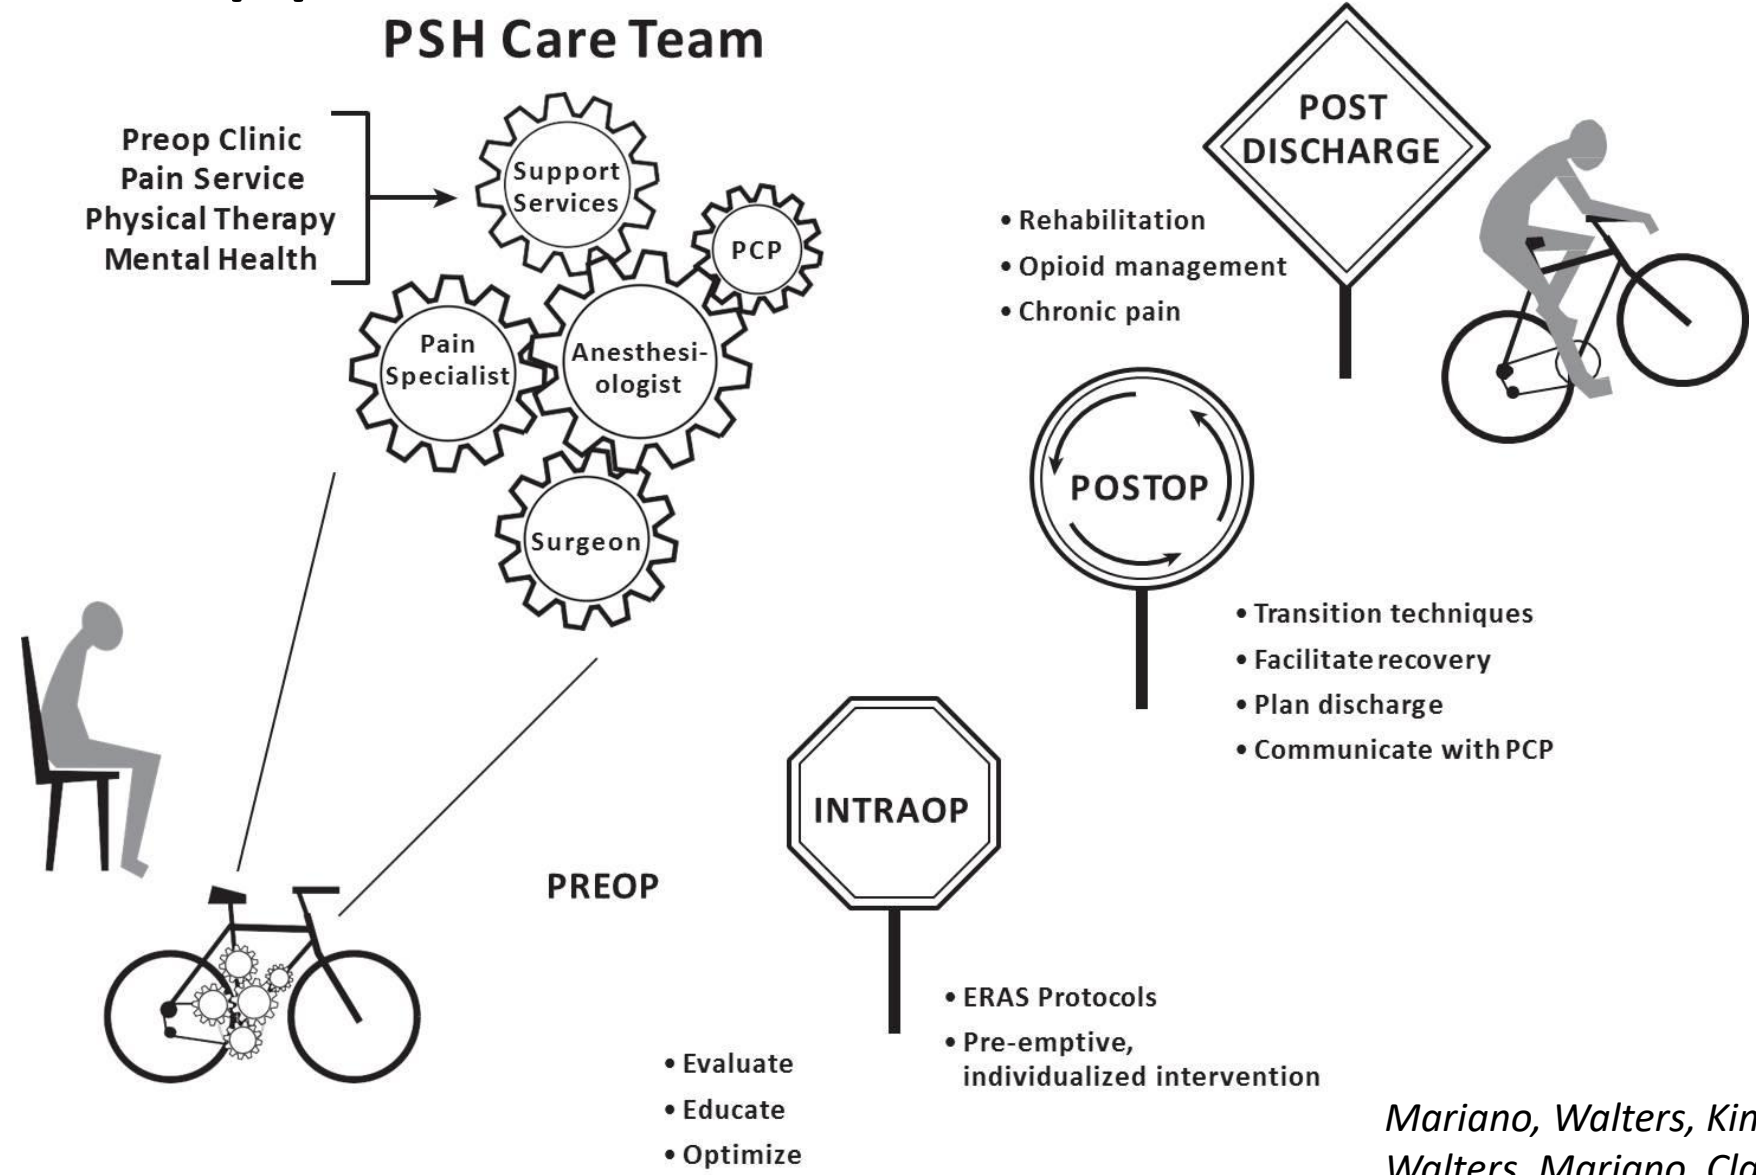 PSH Care Team
Preop Clinic
Pain Service
Physical Therapy
Mental Health
Support
Services
PCP
Pain
Specialist
Anesthesi-
ologist
Surgeon
POST
DISCHARGE
• Rehabilitation
• Opioid management
• Chronic pain
POSTOP
• Transition techniques
• Facilitate recovery
• Plan discharge
• Communicate with PCP
INTRAOP
• ERAS Protocols
• Pre-emptive,
individualized intervention
PREOP
• Evaluate
• Educate
• Optimize
Mariano, Walters,
Walters, Mariano,